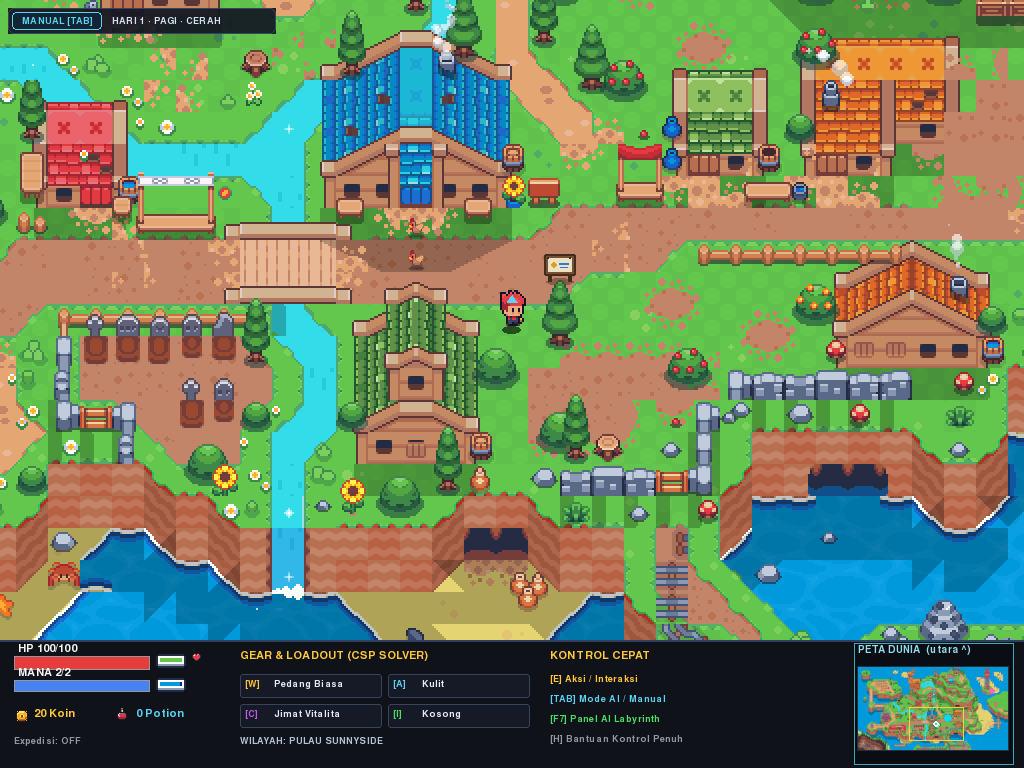 MANUAL [TAB] HARI 1 · PAGI · CERAH
HP 100/100
MANA 2/2
20 Koin 0 Potion
Expedisi: OFF
GEAR & LOADOUT (CSP SOLVER)
[W] Pedang Biasa [A] Kulit
[C] Jimat Vitalita [I] Kosong
WILAYAH: PULAU SUNNYSIDE
KONTROL CEPAT
[E] Aksi / Interaksi
[TAB] Mode AI / Manual
[F7] Panel AI Labyrinth
[H] Bantuan Kontrol Penuh
PETA DUNIA (utara ^)